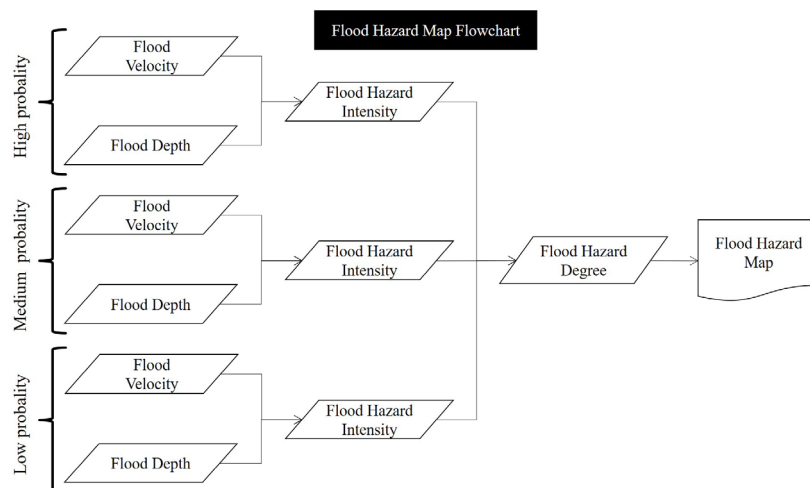 Flood Hazard Map Flowchart
High probality
Flood
Velocity
Flood Depth
Flood Hazard
Intensity
Medium probality
Flood
Velocity
Flood Depth
Flood Hazard
Intensity
Low probality
Flood
Velocity
Flood Depth
Flood Hazard
Intensity
Flood Hazard
Degree
Flood Hazard
Map